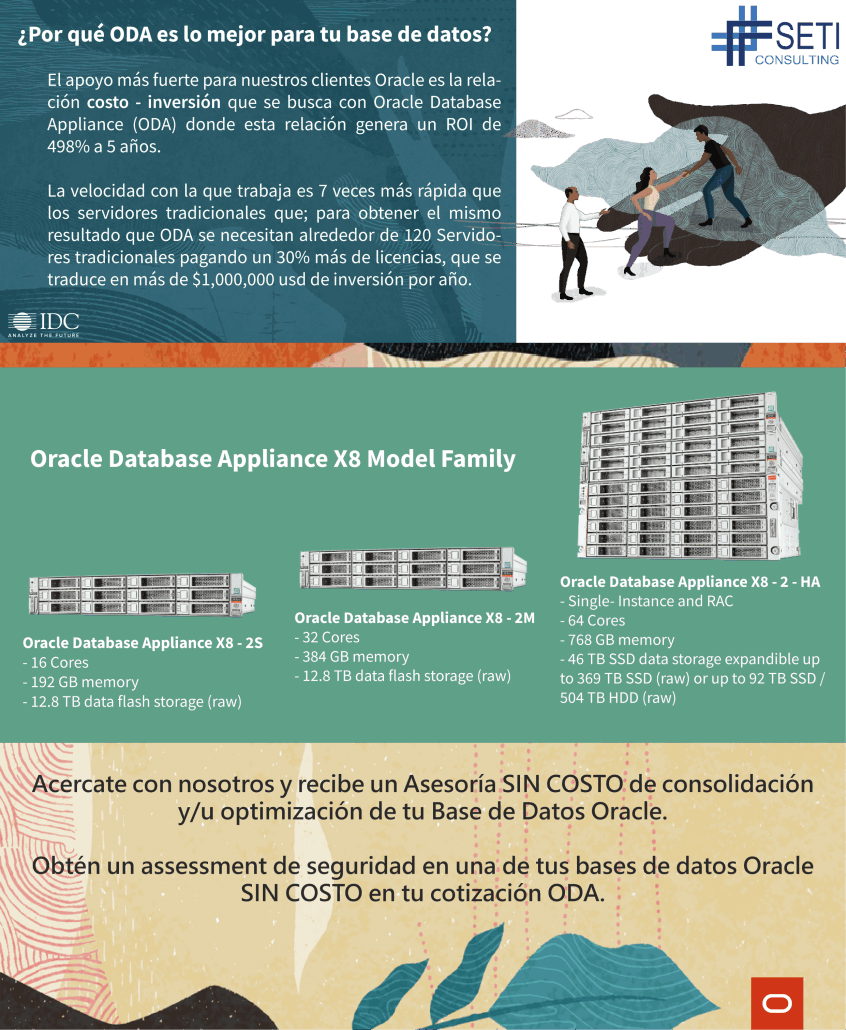 ¿Por qué ODA es lo mejor para tu base de datos?
SETI
CONSULTING
El apoyo más fuerte para nuestros clientes Oracle es la rela-
ción costo - inversión que se busca con Oracle Database
Appliance (ODA) donde esta relación genera un ROI de
498% a 5 años.
La velocidad con la que trabaja es 7 veces más rápida que
los servidores tradicionales que; para obtener el mismo
resultado que ODA se necesitan alrededor de 120 Servido-
res tradicionales pagando un 30% más de licencias, que se
traduce en más de $1,000,000 usd de inversión por año.
IDC
ANALYZE THE FUTURE
Oracle Database Appliance X8 Model Family
Oracle Database Appliance X8 - 2S
- 16 Cores
- 192 GB memory
- 12.8 TB data flash storage (raw)
Oracle Database Appliance X8 - 2M
- 32 Cores
- 384 GB memory
- 12.8 TB data flash storage (raw)
Oracle Database Appliance X8 - 2 - HA
- Single- Instance and RAC
- 64 Cores
- 768 GB memory
- 46 TB SSD data storage expandible up
to 369 TB SSD (raw) or up to 92 TB SSD /
504 TB HDD (raw)
Acercate con nosotros y recibe un Asesoría SIN COSTO de consolidación
y/u optimización de tu Base de Datos Oracle.
Obtén un assessment de seguridad en una de tus bases de datos Oracle
SIN COSTO en tu cotización ODA.